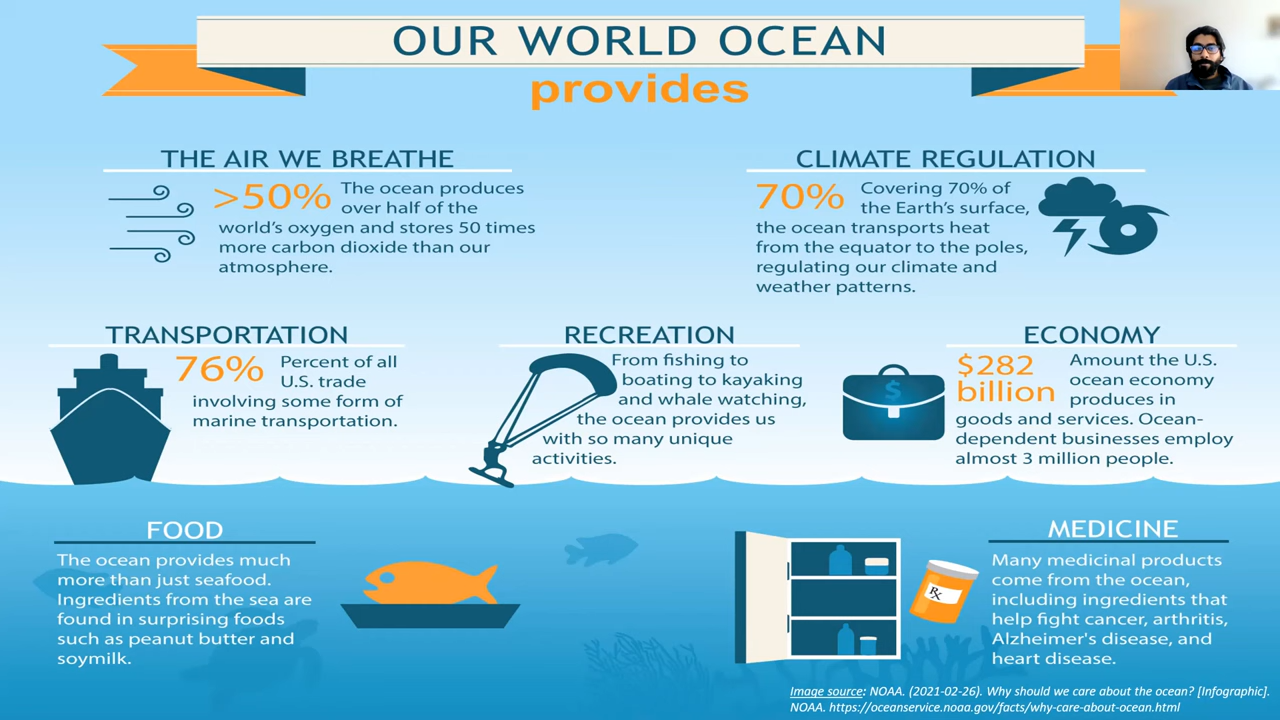 OUR WORLD OCEAN
provides
THE AIR WE BREATHE
>50% The ocean produces
over half of the
world's oxygen and stores 50 times
more carbon dioxide than our
atmosphere.
CLIMATE REGULATION
70% Covering 70% of
the Earth's surface,
the ocean transports heat
from the equator to the poles,
regulating our climate and
weather patterns.
TRANSPORTATION
76% Percent of all
U.S. trade
involving some form of
marine transportation.
RECREATION
From fishing to
boating to kayaking
and whale watching,
the ocean provides us
with so many unique
activities.
ECONOMY
$282
billion
Amount the U.S.
ocean economy
produces in
goods and services. Ocean-
dependent businesses employ
almost 3 million people.
$
FOOD
The ocean provides much
more than just seafood.
Ingredients from the sea are
found in surprising foods
such as peanut butter and
soymilk.
MEDICINE
Many medicinal products
come from the ocean,
including ingredients that
help fight cancer, arthritis,
Alzheimer's disease, and
heart disease.
Rx
Image source: NOAA. (2021-02-26). Why should we care about the ocean? [Infographic].
NOAA. https://oceanservice.noaa.gov/facts/why-care-about-ocean.html